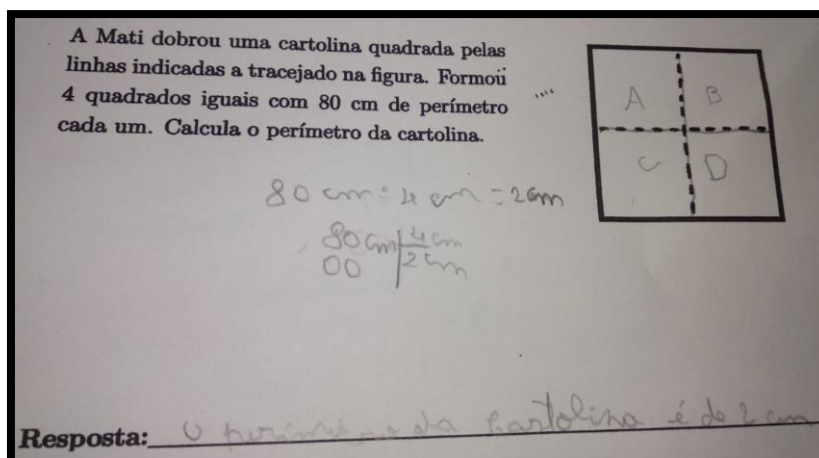 A Mati dobrou uma cartolina quadrada pelas
linhas indicadas a tracejado na figura. Formou
4 quadrados iguais com 80 cm de perímetro
cada um. Calcula o perímetro da cartolina.
A B
C D
80 cm ÷ 4 cm = 2 cm
80 cm 4 cm
00 2 cm
Resposta: O perímetro da cartolina é de 2 cm